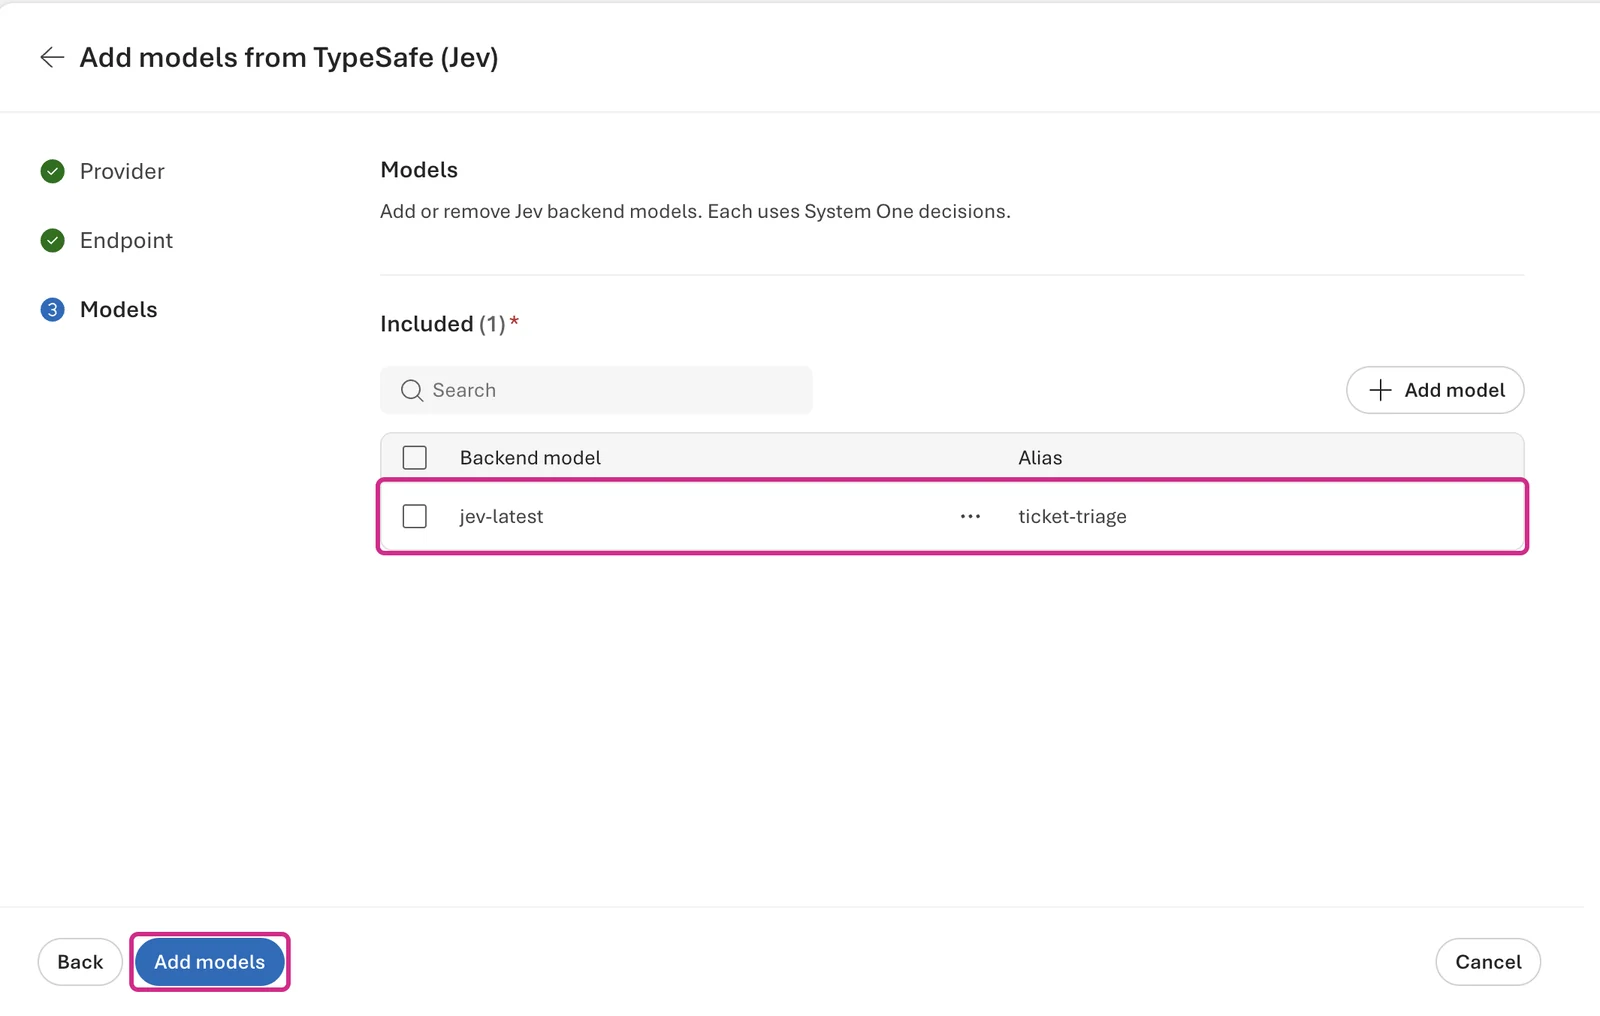 Add models from TypeSafe (Jev)
Provider
Endpoint
3 Models
Models
Add or remove Jev backend models. Each uses System One decisions.
Included (1)*
Search
Add model
Backend model Alias
jev-latest ··· ticket-triage
Back
Add models
Cancel